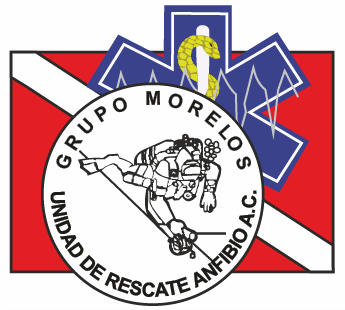 GRUPO MORELOS
UNIDAD DE RESCATE ANFIBIO A.C.